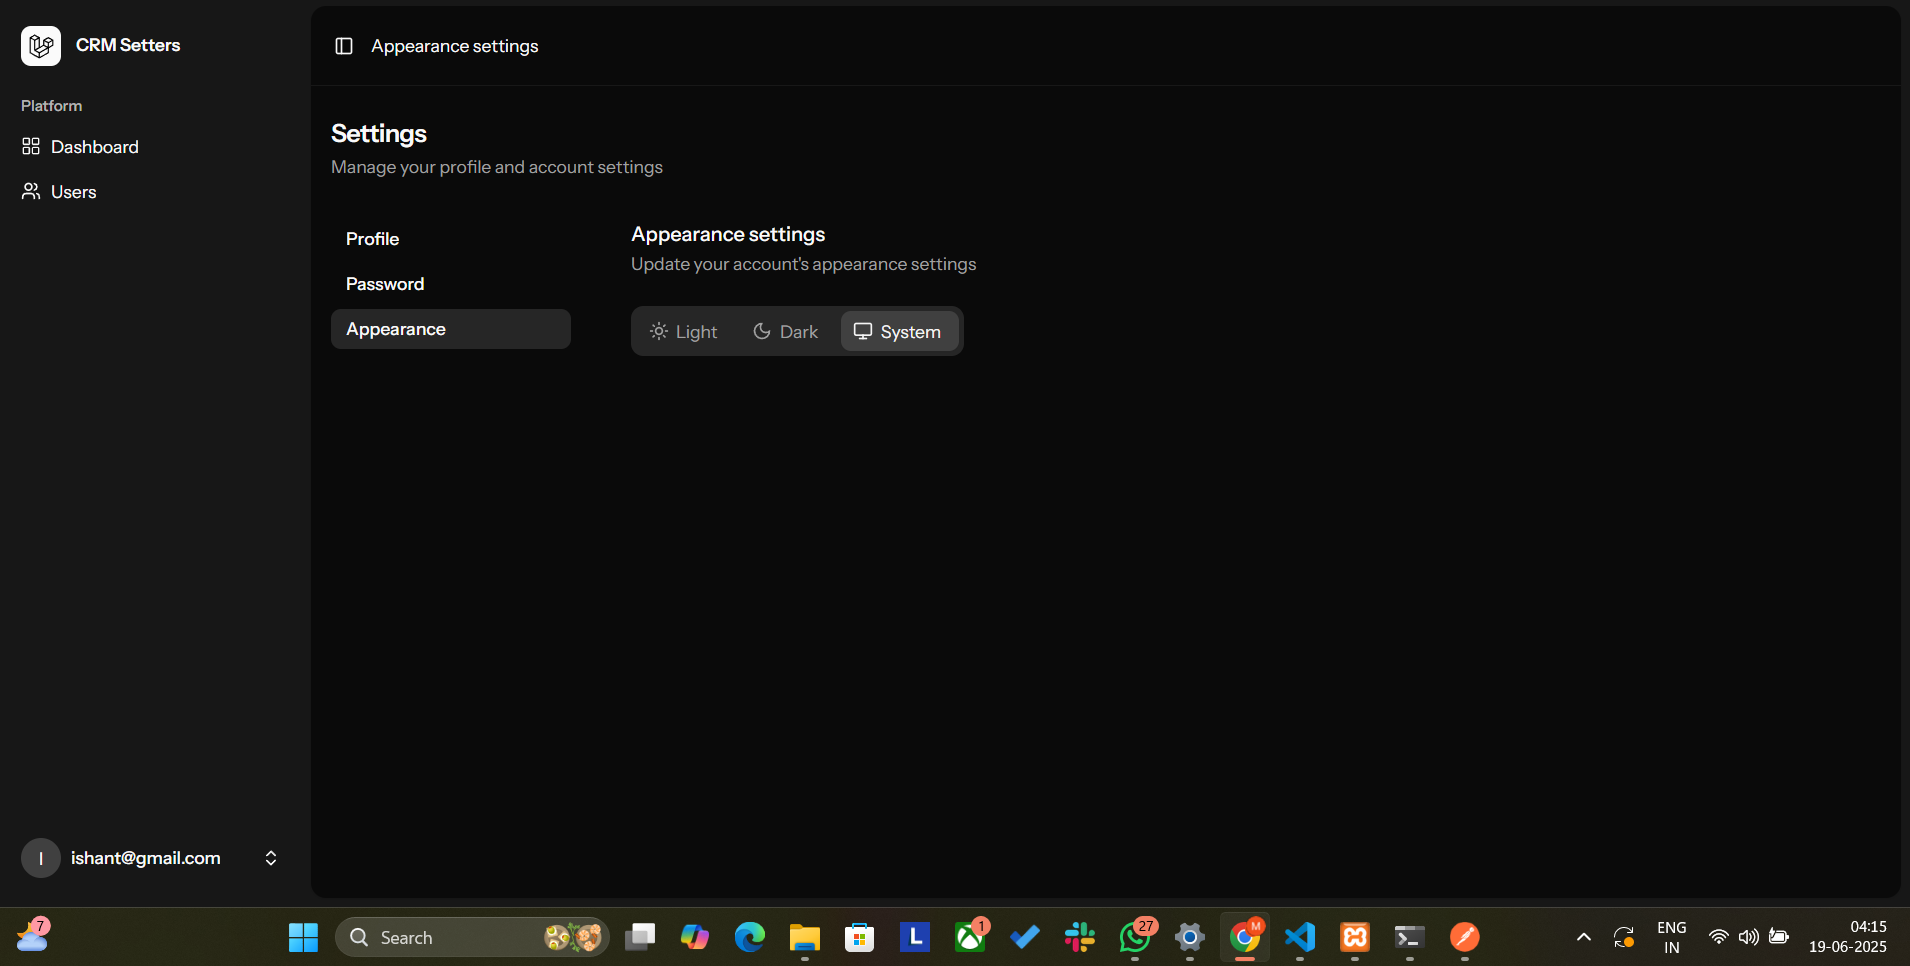 CRM Setters
Platform
Dashboard
Users
Appearance settings
Settings
Manage your profile and account settings
Profile
Password
Appearance
Appearance settings
Update your account's appearance settings
Light
Dark
System
I
ishant@gmail.com
7
Search
L
1
27
M
ENG
IN
04:15
19-06-2025